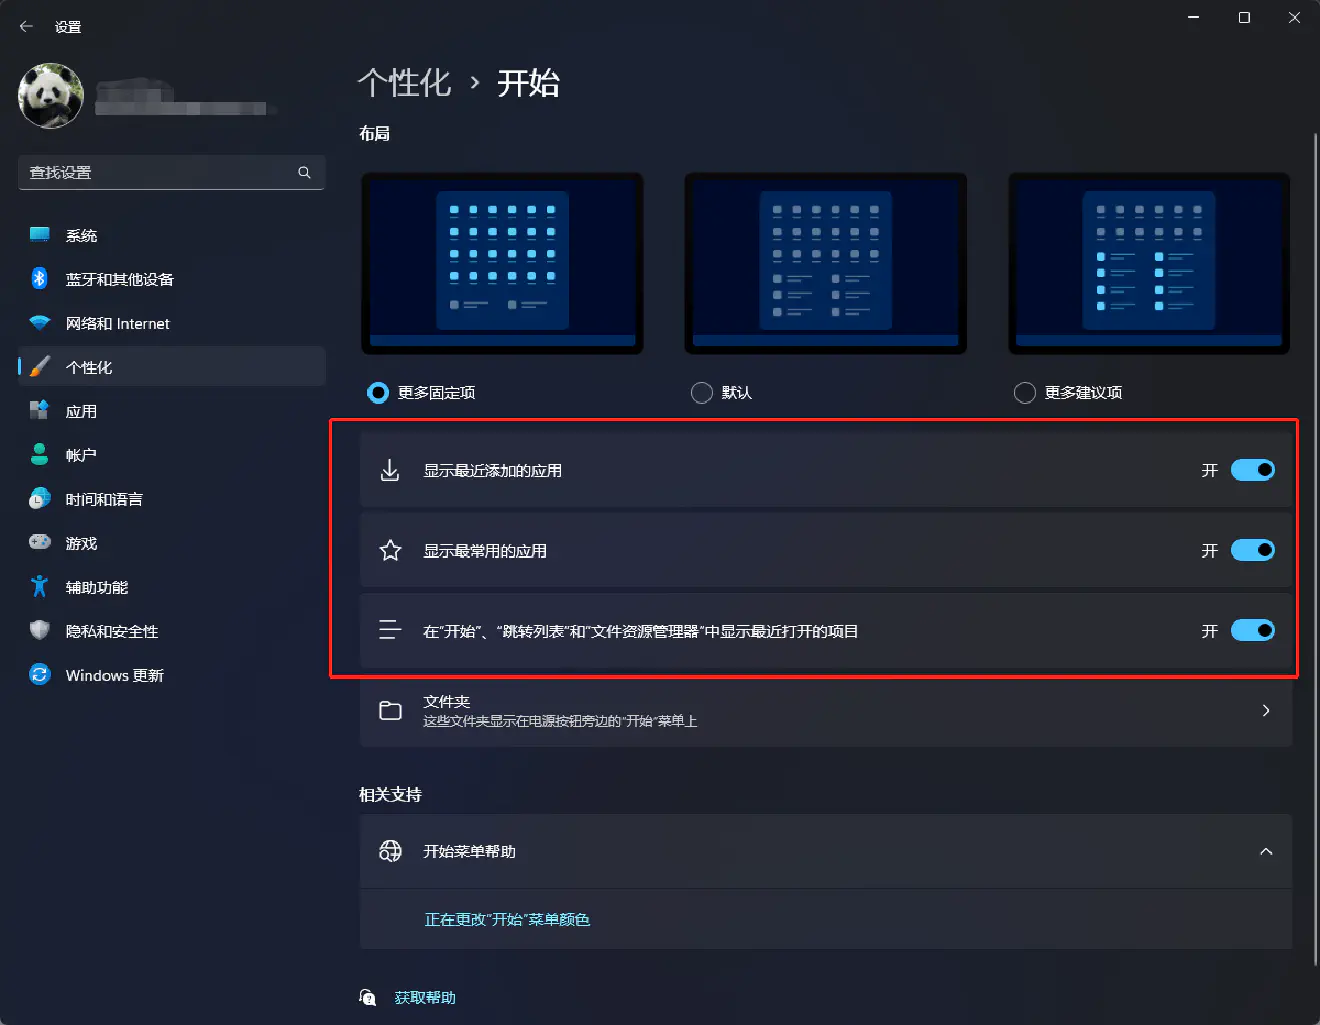 设置
查找设置
系统
蓝牙和其他设备
网络和 Internet
个性化
应用
帐户
时间和语言
游戏
辅助功能
隐私和安全性
Windows 更新
个性化 › 开始
布局
更多固定项
默认
更多建议项
显示最近添加的应用
开
显示最常用的应用
开
在"开始"、"跳转列表"和"文件资源管理器"中显示最近打开的项目
开
文件夹
这些文件夹显示在电源按钮旁边的"开始"菜单上
相关支持
开始菜单帮助
正在更改"开始"菜单颜色
获取帮助